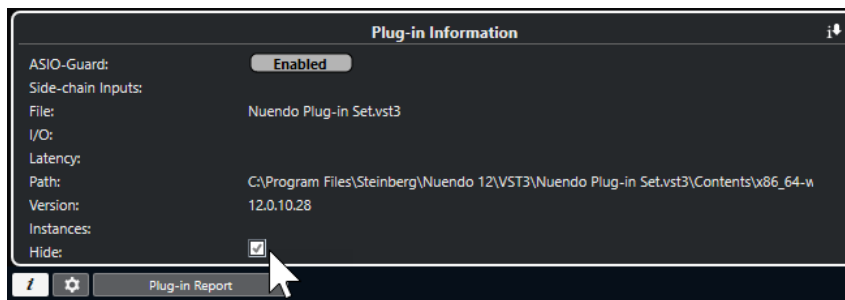 Plug-in Information
ASIO-Guard: Enabled
Side-chain Inputs:
File: Nuendo Plug-in Set.vst3
I/O:
Latency:
Path: C:\Program Files\Steinberg\Nuendo 12\VST3\Nuendo Plug-in Set.vst3\Contents\x86_64-w
Version: 12.0.10.28
Instances:
Hide:
i Plug-in Report